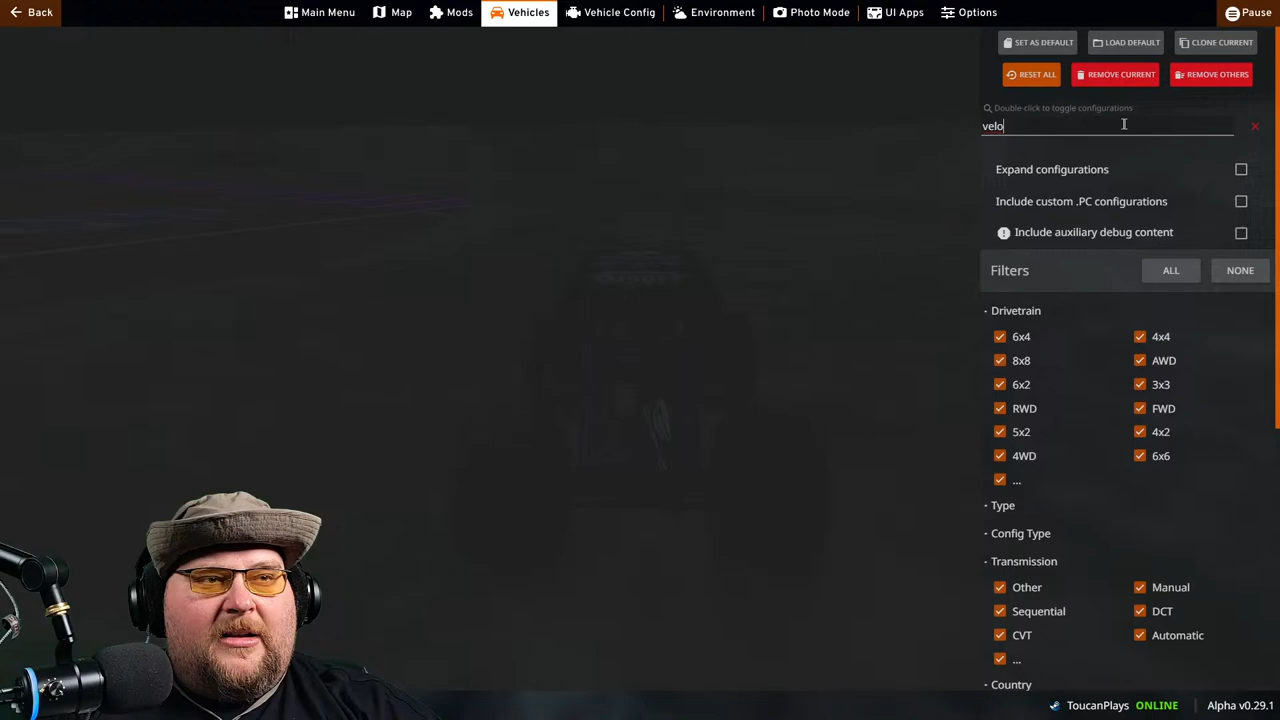 Back
Main Menu
Map
Mods
Vehicles
Vehicle Config
Environment
Photo Mode
UI Apps
Options
Pause
SET AS DEFAULT
LOAD DEFAULT
CLONE CURRENT
RESET ALL
REMOVE CURRENT
REMOVE OTHERS
Double-click to toggle configurations
velo
Expand configurations
Include custom .PC configurations
Include auxiliary debug content
Filters
ALL
NONE
- Drivetrain
6x4
4x4
8x8
AWD
6x2
3x3
RWD
FWD
5x2
4x2
4WD
6x6
...
- Type
- Config Type
- Transmission
Other
Manual
Sequential
DCT
CVT
Automatic
...
- Country
ToucanPlays ONLINE
Alpha v0.29.1